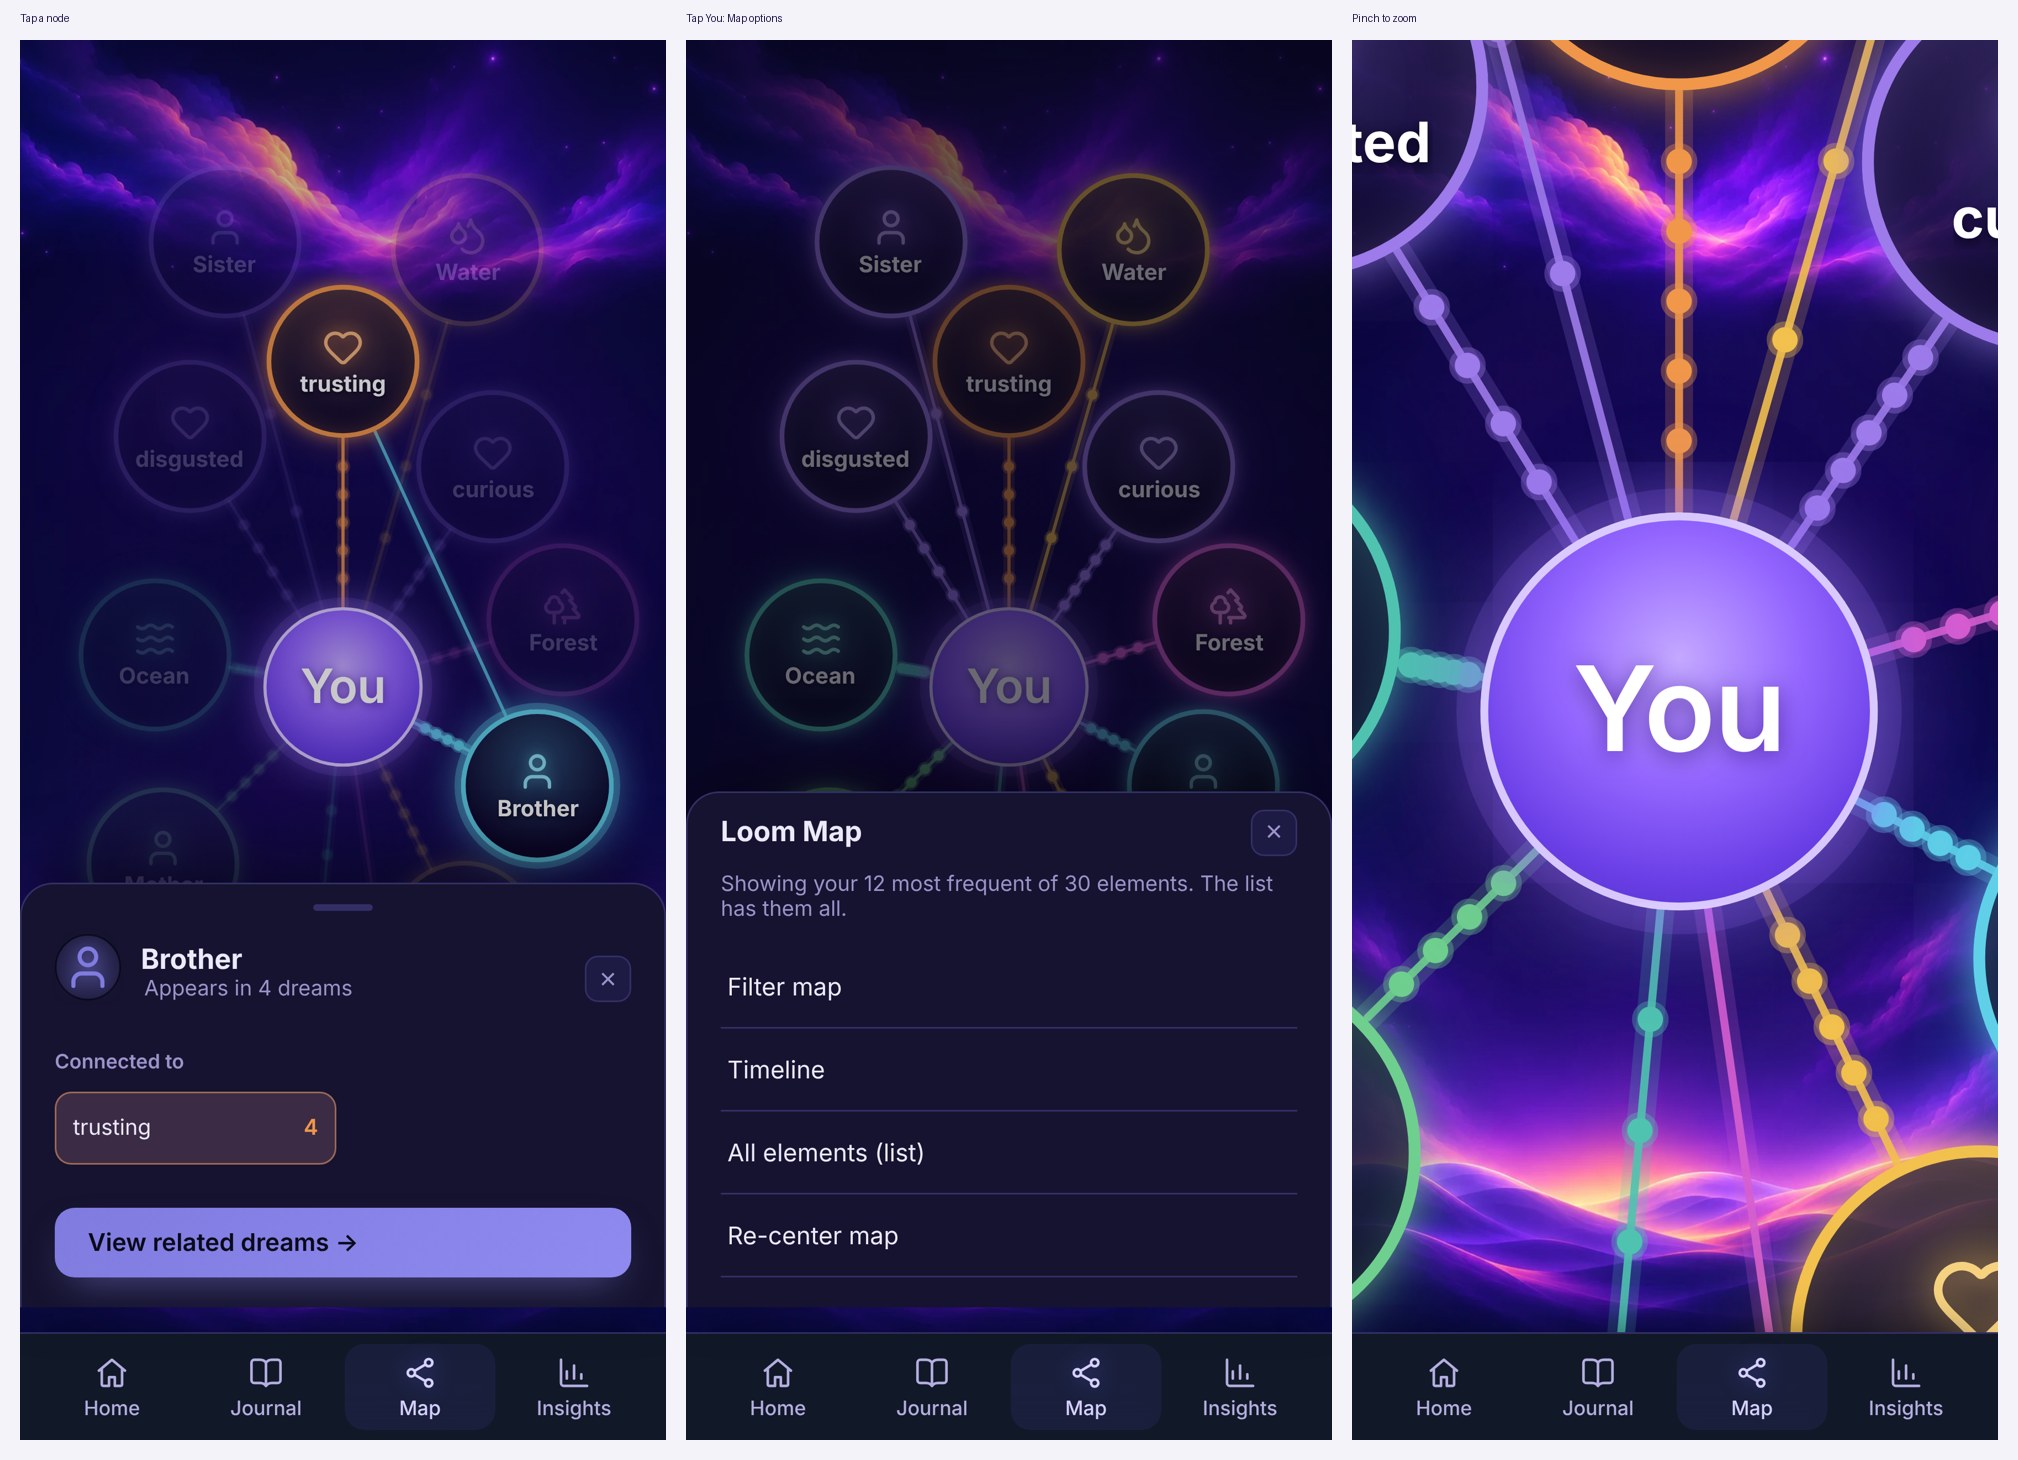 Tap a node
Sister
Water
trusting
disgusted
curious
Forest
Ocean
You
Brother
Mother
Brother
Appears in 4 dreams
Connected to
trusting 4
View related dreams →
Home Journal Map Insights
Tap You: Map options
Sister
Water
trusting
disgusted
curious
Forest
Ocean
You
Loom Map
Showing your 12 most frequent of 30 elements. The list
has them all.
Filter map
Timeline
All elements (list)
Re-center map
Home Journal Map Insights
Pinch to zoom
ted
cu
You
Home Journal Map Insights